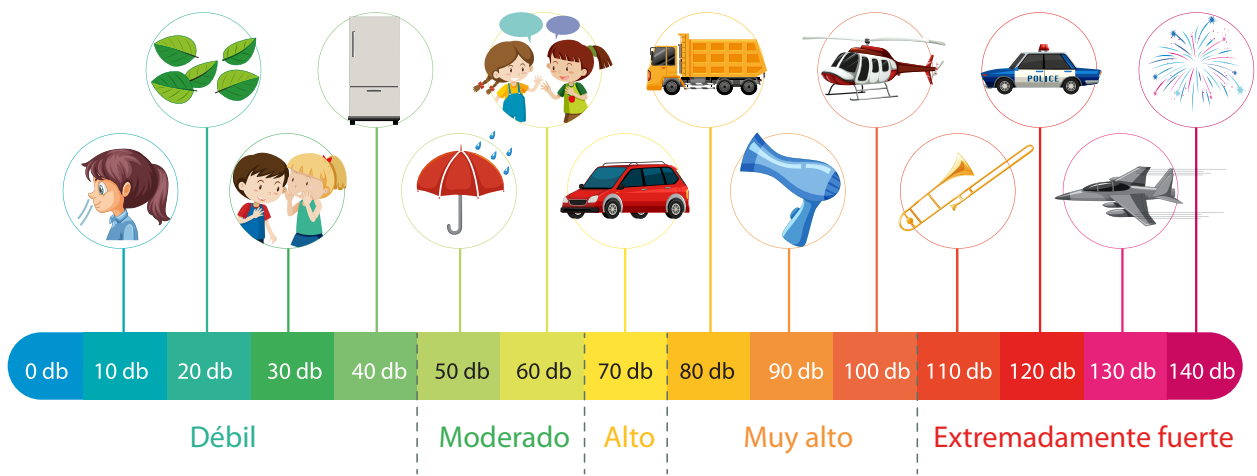 POLICE
0 db 10 db 20 db 30 db 40 db 50 db 60 db 70 db 80 db 90 db 100 db 110 db 120 db 130 db 140 db
Débil Moderado Alto Muy alto Extremadamente fuerte